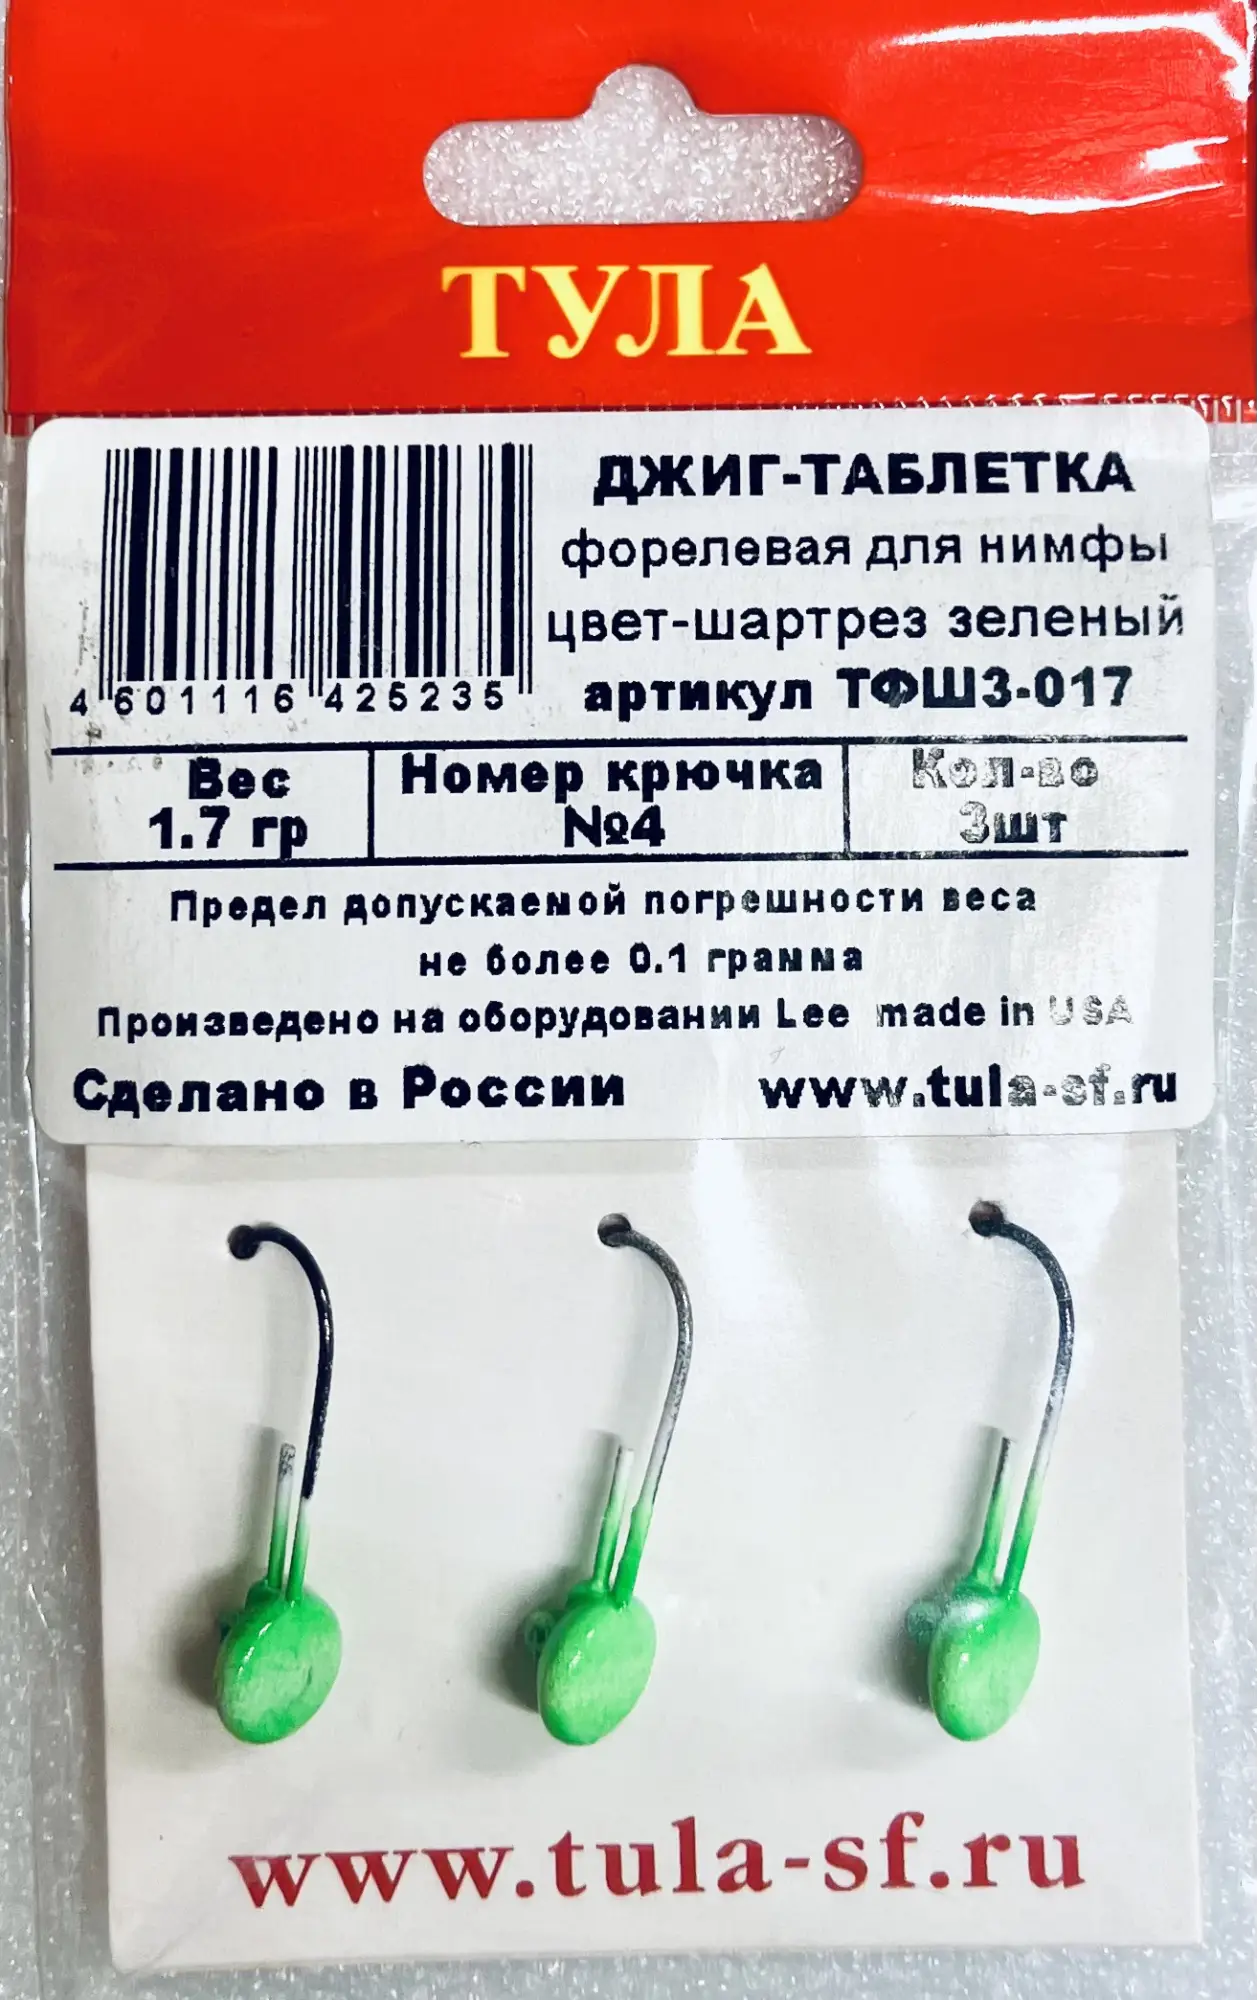 ТУЛА
ДЖИГ-ТАБЛЕТКА
форелевая для нимфы
цвет-шартрез зеленый
артикул ТФШ3-017
4 601116 425235
Вес
1.7 гр
Номер крючка
№4
Кол-во
3шт
Предел допускаемой погрешности веса
не более 0.1 грамма
Произведено на оборудовании Lee made in USA
Сделано в России www.tula-sf.ru
www.tula-sf.ru